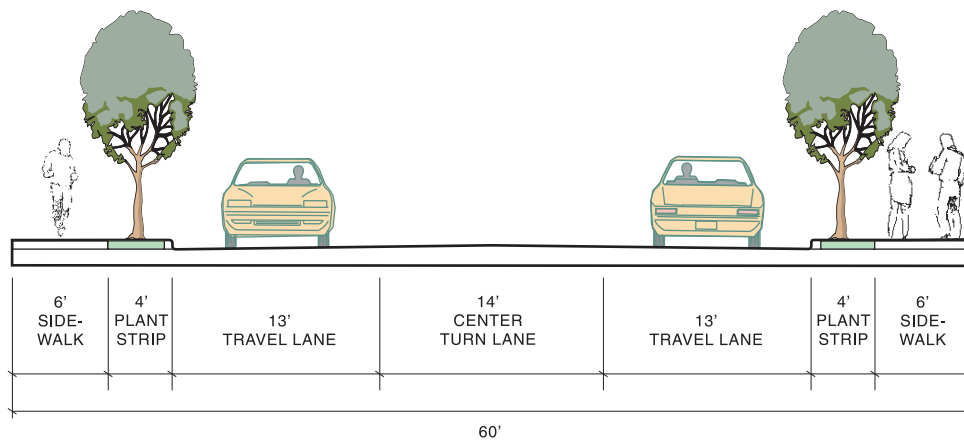 6’
SIDE-
WALK
4’
PLANT
STRIP
13’
TRAVEL LANE
14’
CENTER
TURN LANE
13’
TRAVEL LANE
4’
PLANT
STRIP
6’
SIDE-
WALK
60’